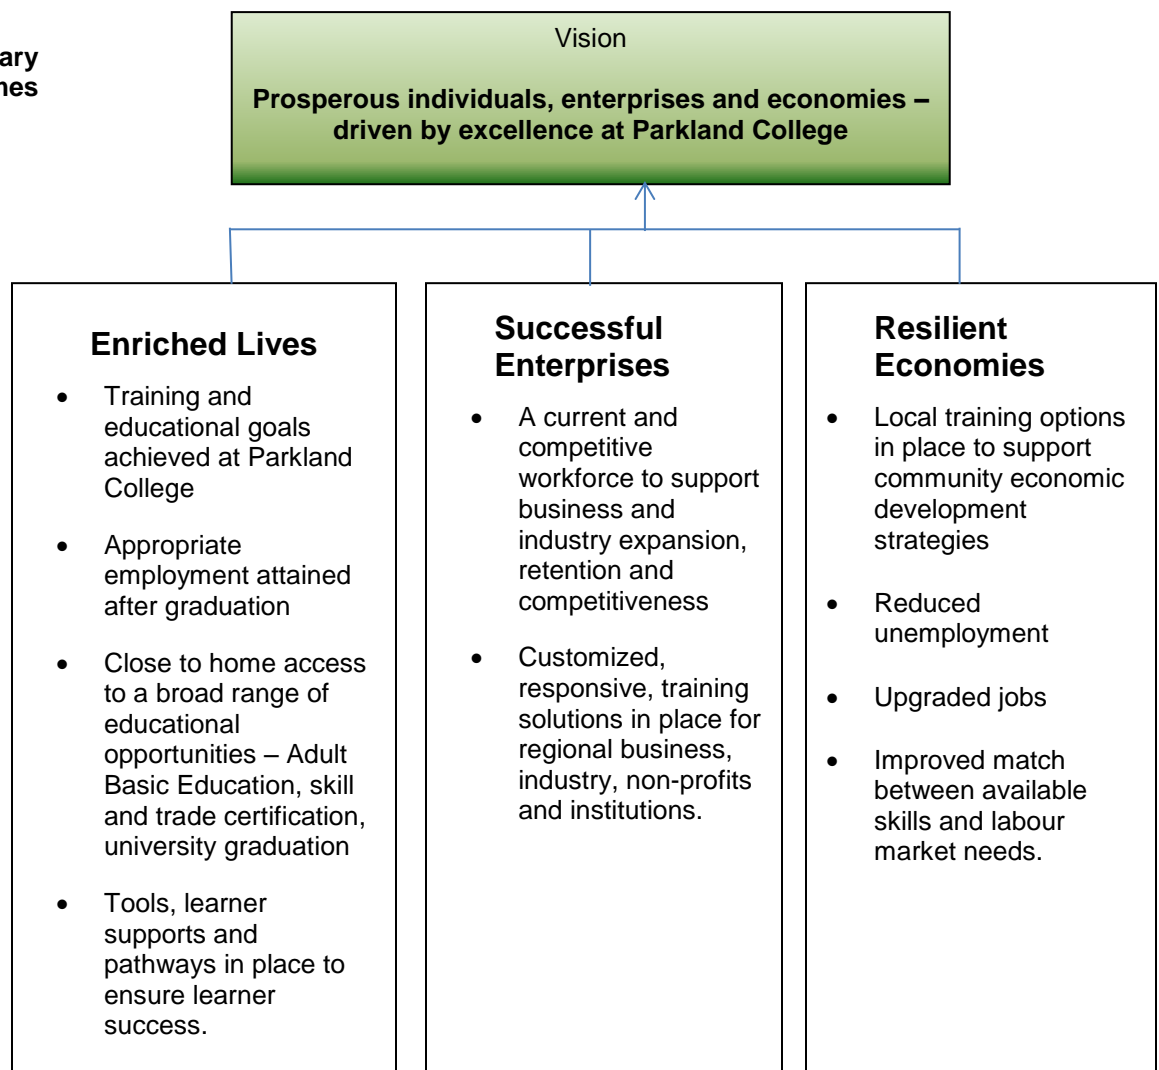 Vision
Prosperous individuals, enterprises and economies –
driven by excellence at Parkland College
Enriched Lives
• Training and
educational goals
achieved at Parkland
College
• Appropriate
employment attained
after graduation
• Close to home access
to a broad range of
educational
opportunities – Adult
Basic Education, skill
and trade certification,
university graduation
• Tools, learner
supports and
pathways in place to
ensure learner
success.
Successful
Enterprises
• A current and
competitive
workforce to support
business and
industry expansion,
retention and
competitiveness
• Customized,
responsive, training
solutions in place for
regional business,
industry, non-profits
and institutions.
Resilient
Economies
• Local training options
in place to support
community economic
development
strategies
• Reduced
unemployment
• Upgraded jobs
• Improved match
between available
skills and labour
market needs.